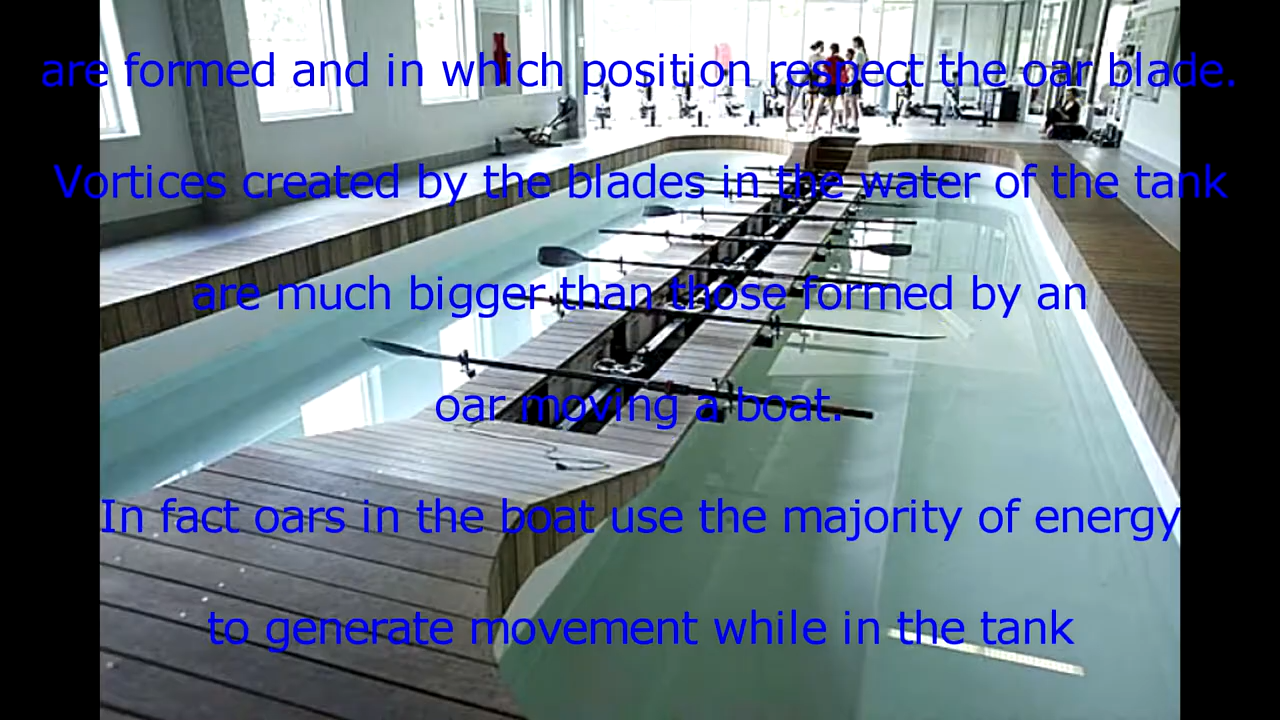 are formed and in which position respect the oar blade.
Vortices created by the blades in the water of the tank
are much bigger than those formed by an
oar moving a boat.
In fact oars in the boat use the majority of energy
to generate movement while in the tank